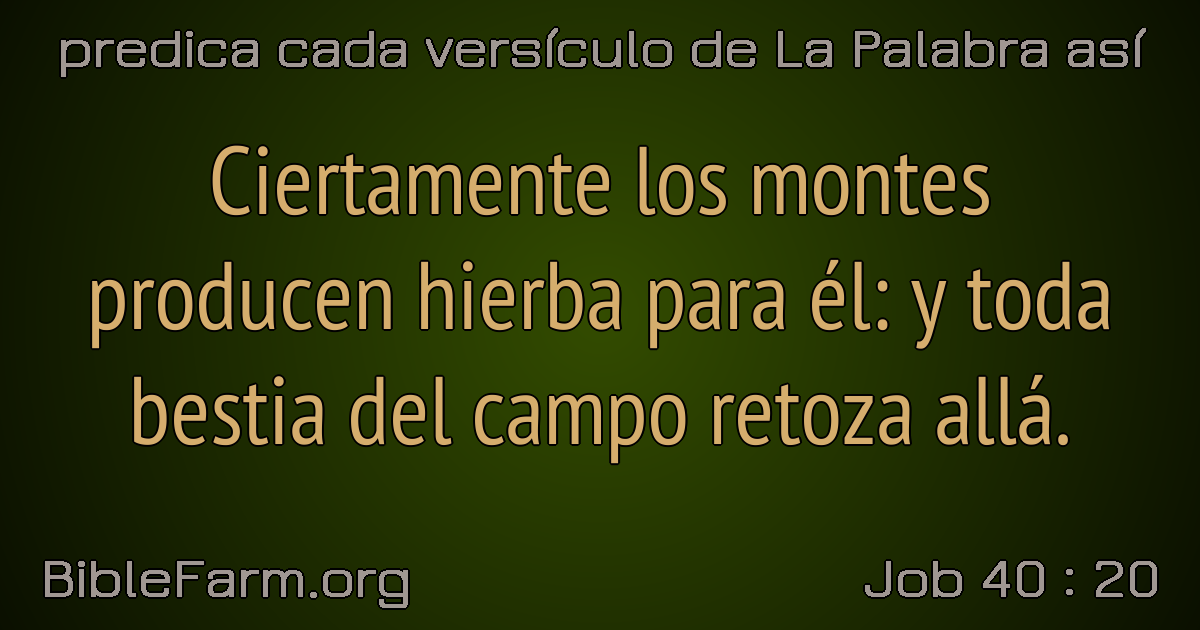 predica cada versículo de La Palabra así
Ciertamente los montes
producen hierba para él: y toda
bestia del campo retoza allá.
BibleFarm.org
Job 40 : 20